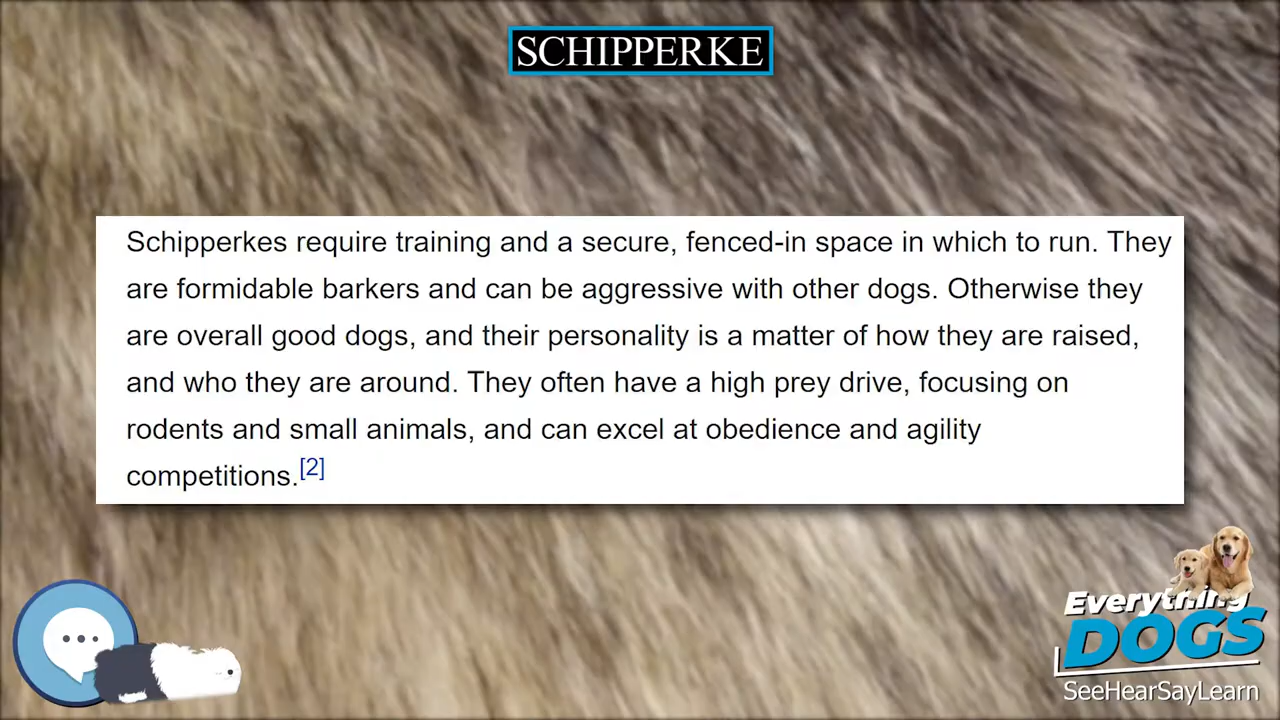 SCHIPPERKE
Schipperkes require training and a secure, fenced-in space in which to run. They
are formidable barkers and can be aggressive with other dogs. Otherwise they
are overall good dogs, and their personality is a matter of how they are raised,
and who they are around. They often have a high prey drive, focusing on
rodents and small animals, and can excel at obedience and agility
competitions.[2]
Everything
DOGS
SeeHearSayLearn